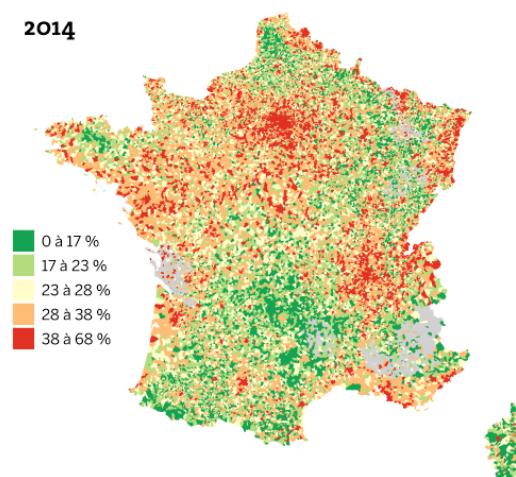 2014
0 à 17 %
17 à 23 %
23 à 28 %
28 à 38 %
38 à 68 %